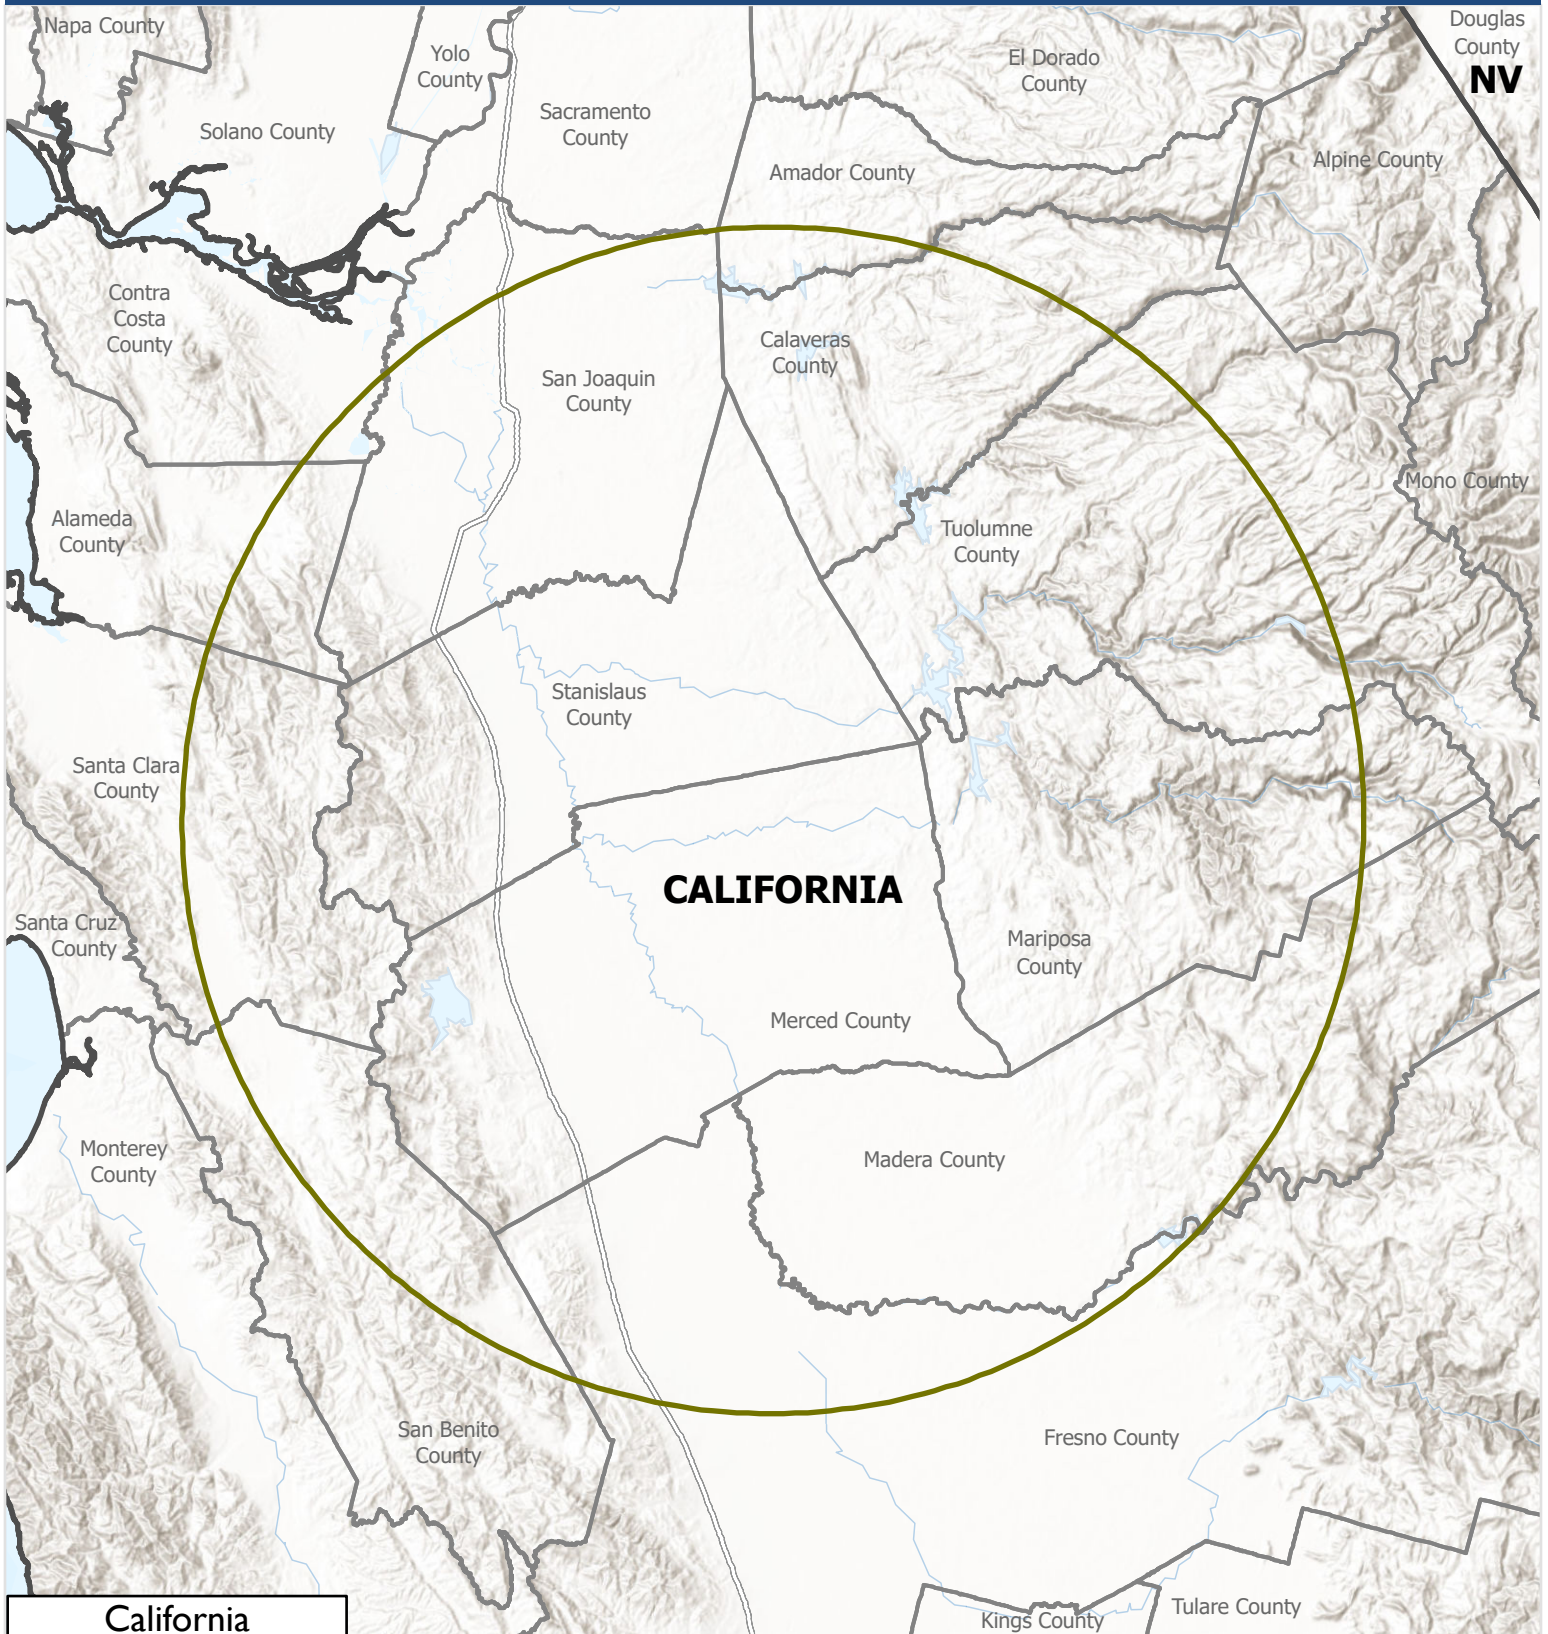 Napa County
Yolo
County
Douglas
County
NV
El Dorado
County
Sacramento
County
Solano County
Alpine County
Amador County
Contra
Costa
County
Calaveras
County
San Joaquin
County
Mono County
Alameda
County
Tuolumne
County
Stanislaus
County
Santa Clara
County
CALIFORNIA
Santa Cruz
County
Mariposa
County
Merced County
Monterey
County
Madera County
San Benito
County
Fresno County
California
Kings County
Tulare County